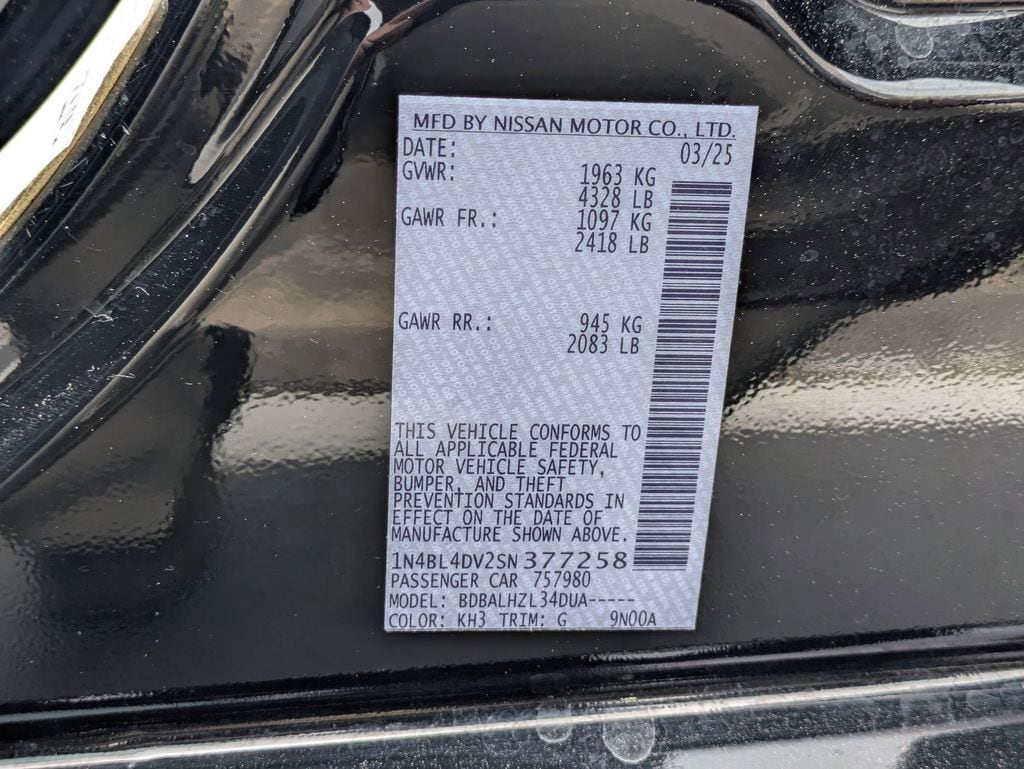 MFD BY NISSAN MOTOR CO., LTD.
DATE: 03/25
GVWR: 1963 KG
4328 LB
GAWR FR.: 1097 KG
2418 LB
GAWR RR.: 945 KG
2083 LB
THIS VEHICLE CONFORMS TO
ALL APPLICABLE FEDERAL
MOTOR VEHICLE SAFETY,
BUMPER, AND THEFT
PREVENTION STANDARDS IN
EFFECT ON THE DATE OF
MANUFACTURE SHOWN ABOVE.
1N4BL4DV2SN377258
PASSENGER CAR 757980
MODEL: BDBALHZL34DUA-----
COLOR: KH3 TRIM: G 9N00A